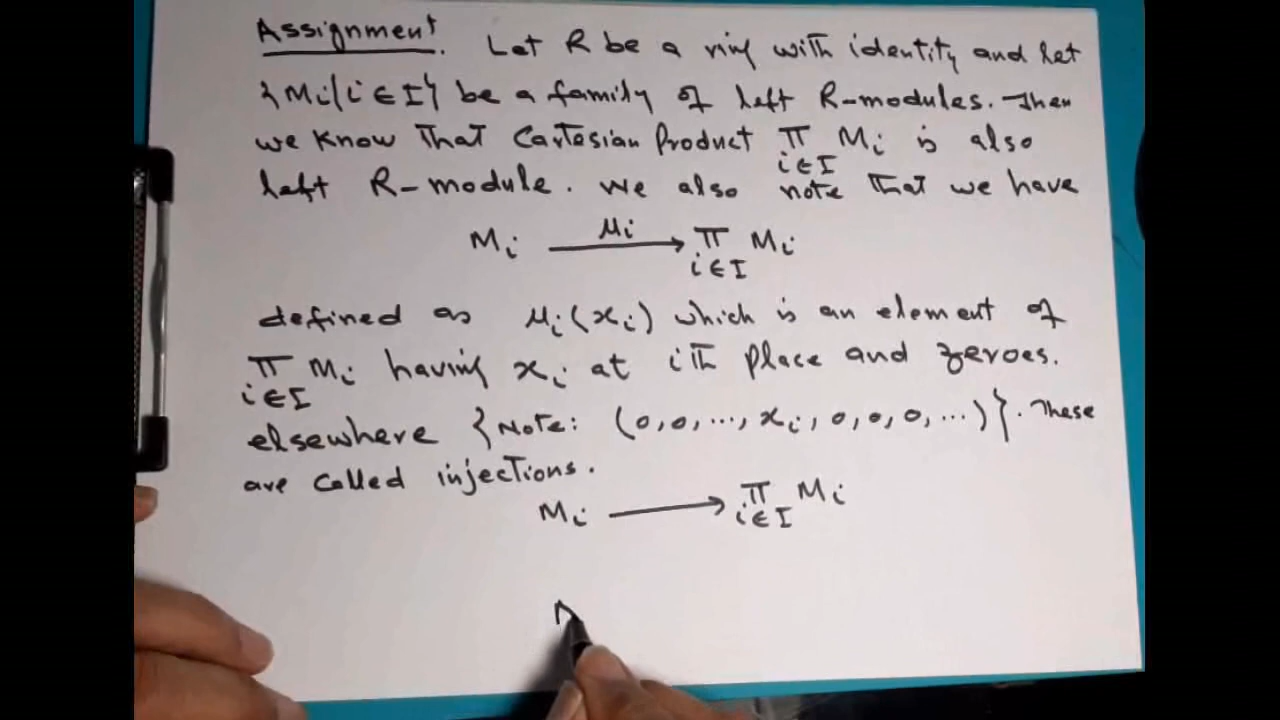 Assignment. Let R be a ring with identity and let
{Mi/i ∈ I} be a family of left R-modules. Then
we know that Cartesian Product Π Mi is also
i∈I
left R-module. We also note that we have
Mi —μi→ Π Mi
i∈I
defined as μi(xi) which is an element of
Π Mi having xi at ith place and zeroes.
i∈I
elsewhere {Note: (0,0,...,xi,0,0,0,...)}. These
are called injections.
Mi ⟶ Π Mi
i∈I